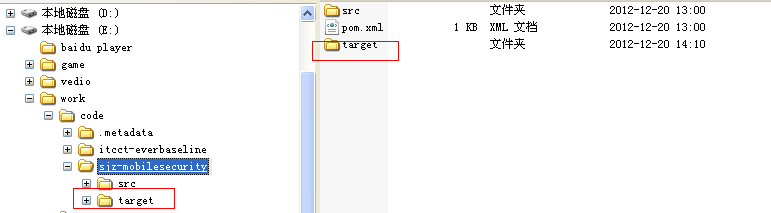 本地磁盘 (D:)
本地磁盘 (E:)
baidu player
game
vedio
work
code
.metadata
itcct-everbaseline
sjz-mobilesecurity
src
target
src 文件夹 2012-12-20 13:00
pom.xml 1 KB XML 文档 2012-12-20 13:00
target 文件夹 2012-12-20 14:10